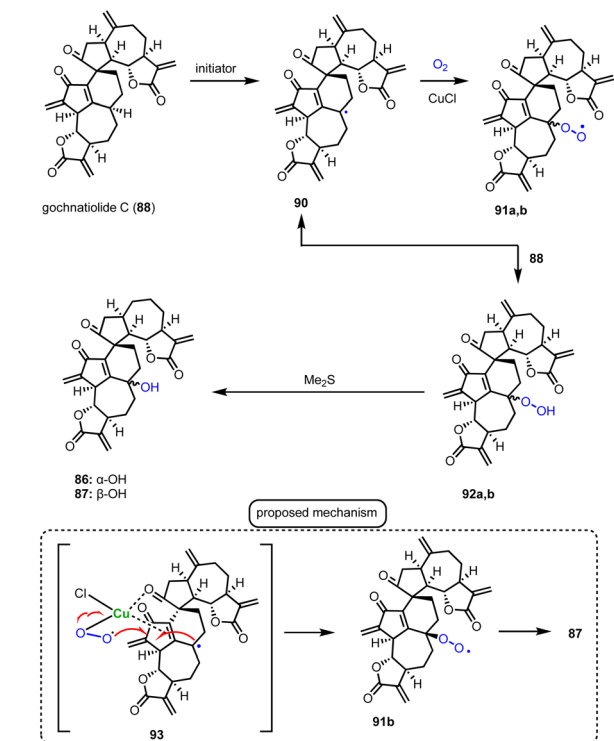 initiator
O₂
CuCl
gochnatiolide C (88)
90
91a,b
88
Me₂S
86: α-OH
87: β-OH
92a,b
proposed mechanism
93
91b
87
H
H
H
H
H
O
O
O
O
O
O
OH
Cl
Cu
O
O